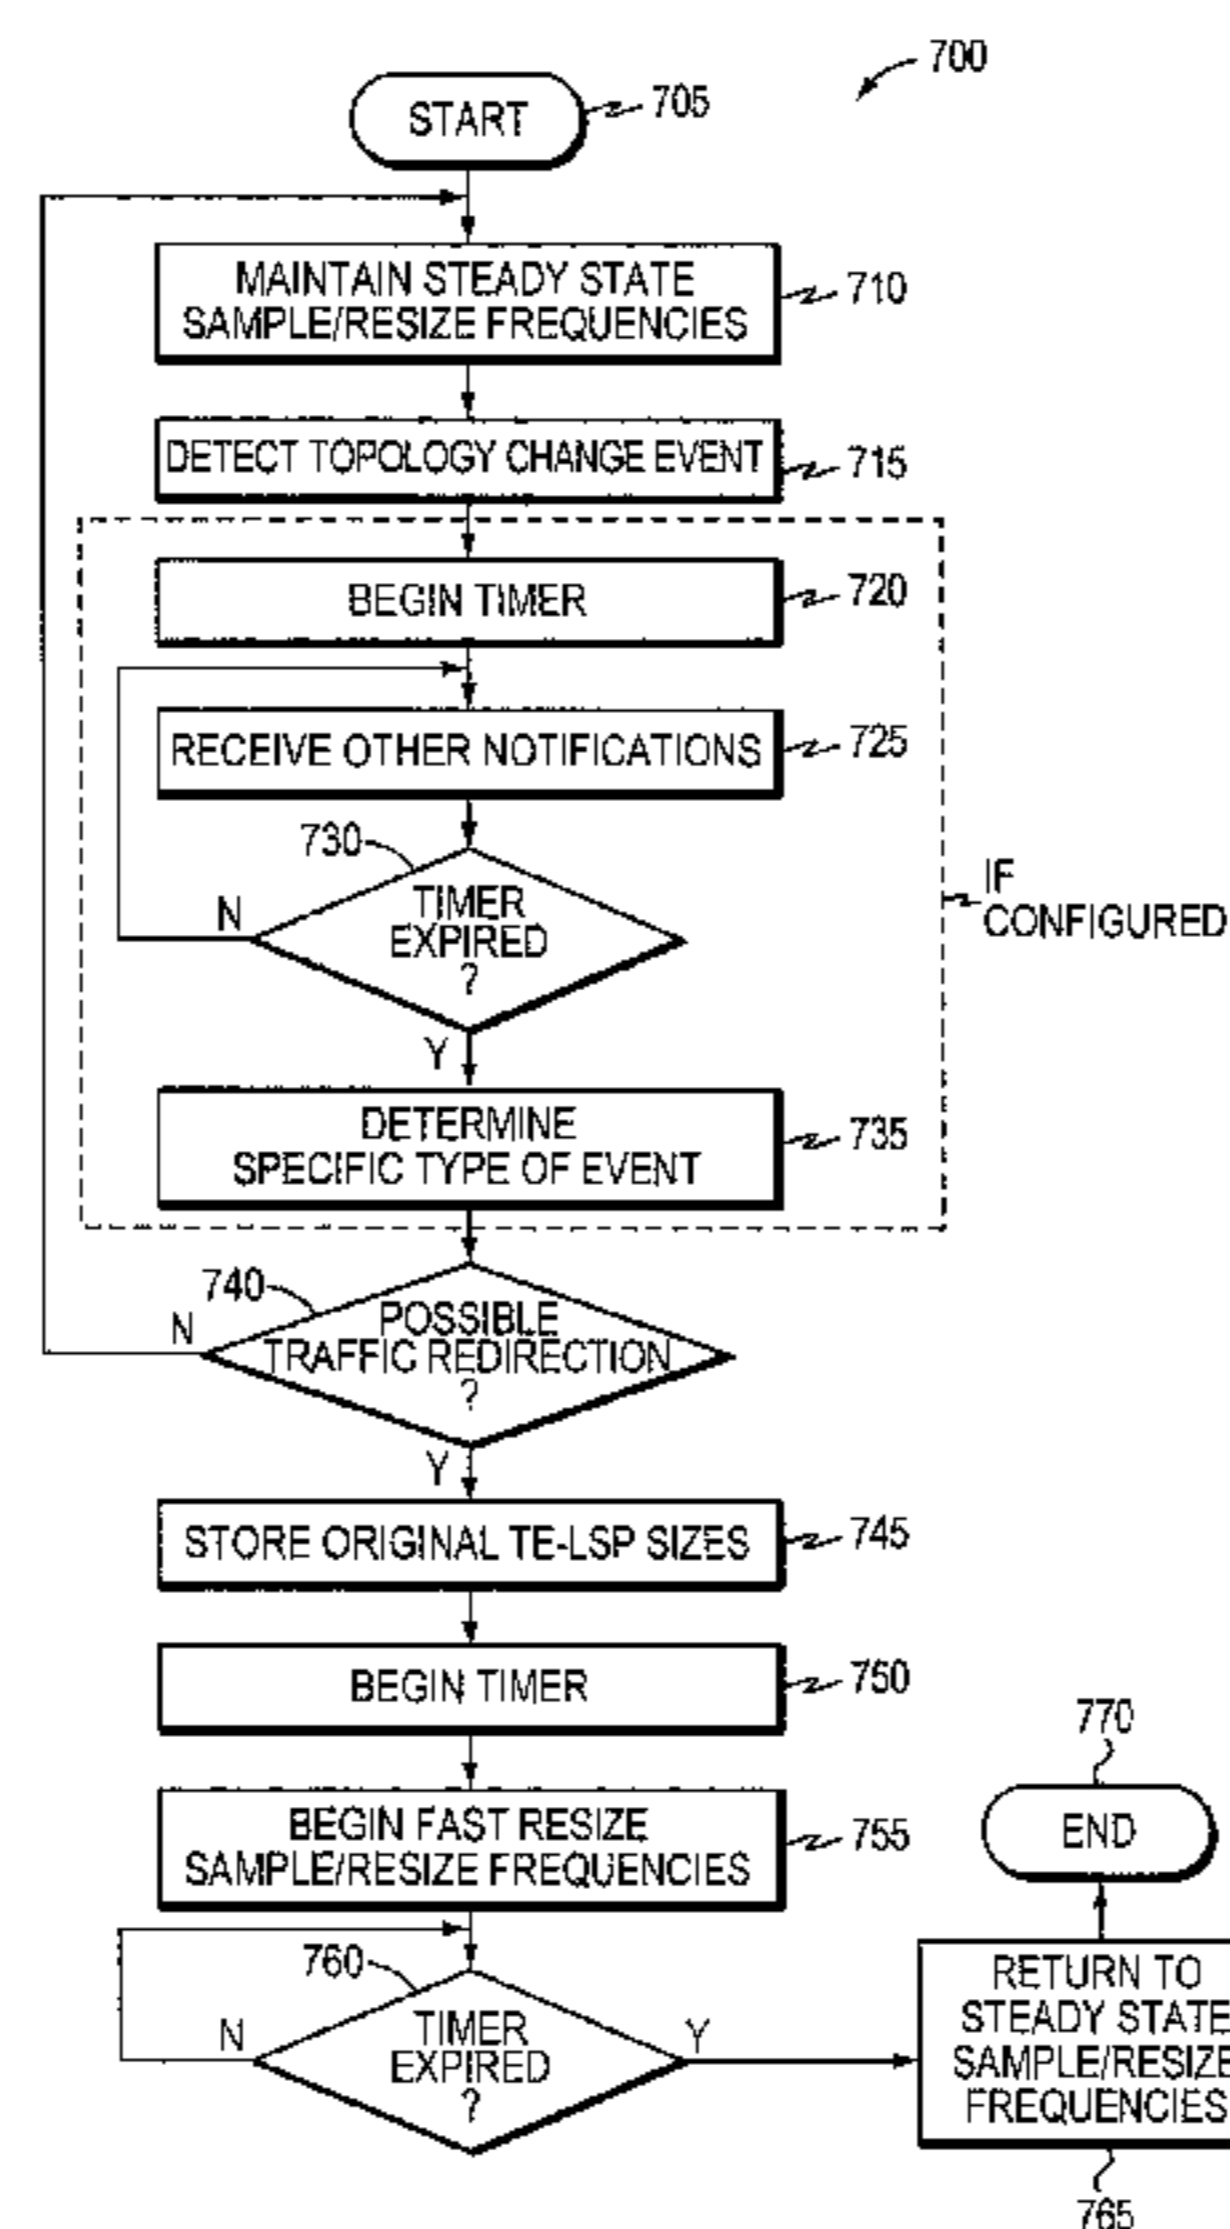 700
START
705
MAINTAIN STEADY STATE
SAMPLE/RESIZE FREQUENCIES
710
DETECT TOPOLOGY CHANGE EVENT
715
BEGIN TIMER
720
RECEIVE OTHER NOTIFICATIONS
725
730
TIMER
EXPIRED
?
N
Y
IF
CONFIGURED
DETERMINE
SPECIFIC TYPE OF EVENT
735
740
POSSIBLE
TRAFFIC REDIRECTION
?
N
Y
STORE ORIGINAL TE-LSP SIZES
745
BEGIN TIMER
750
BEGIN FAST RESIZE
SAMPLE/RESIZE FREQUENCIES
755
760
TIMER
EXPIRED
?
N
Y
770
END
RETURN TO
STEADY STATE
SAMPLE/RESIZE
FREQUENCIES
765